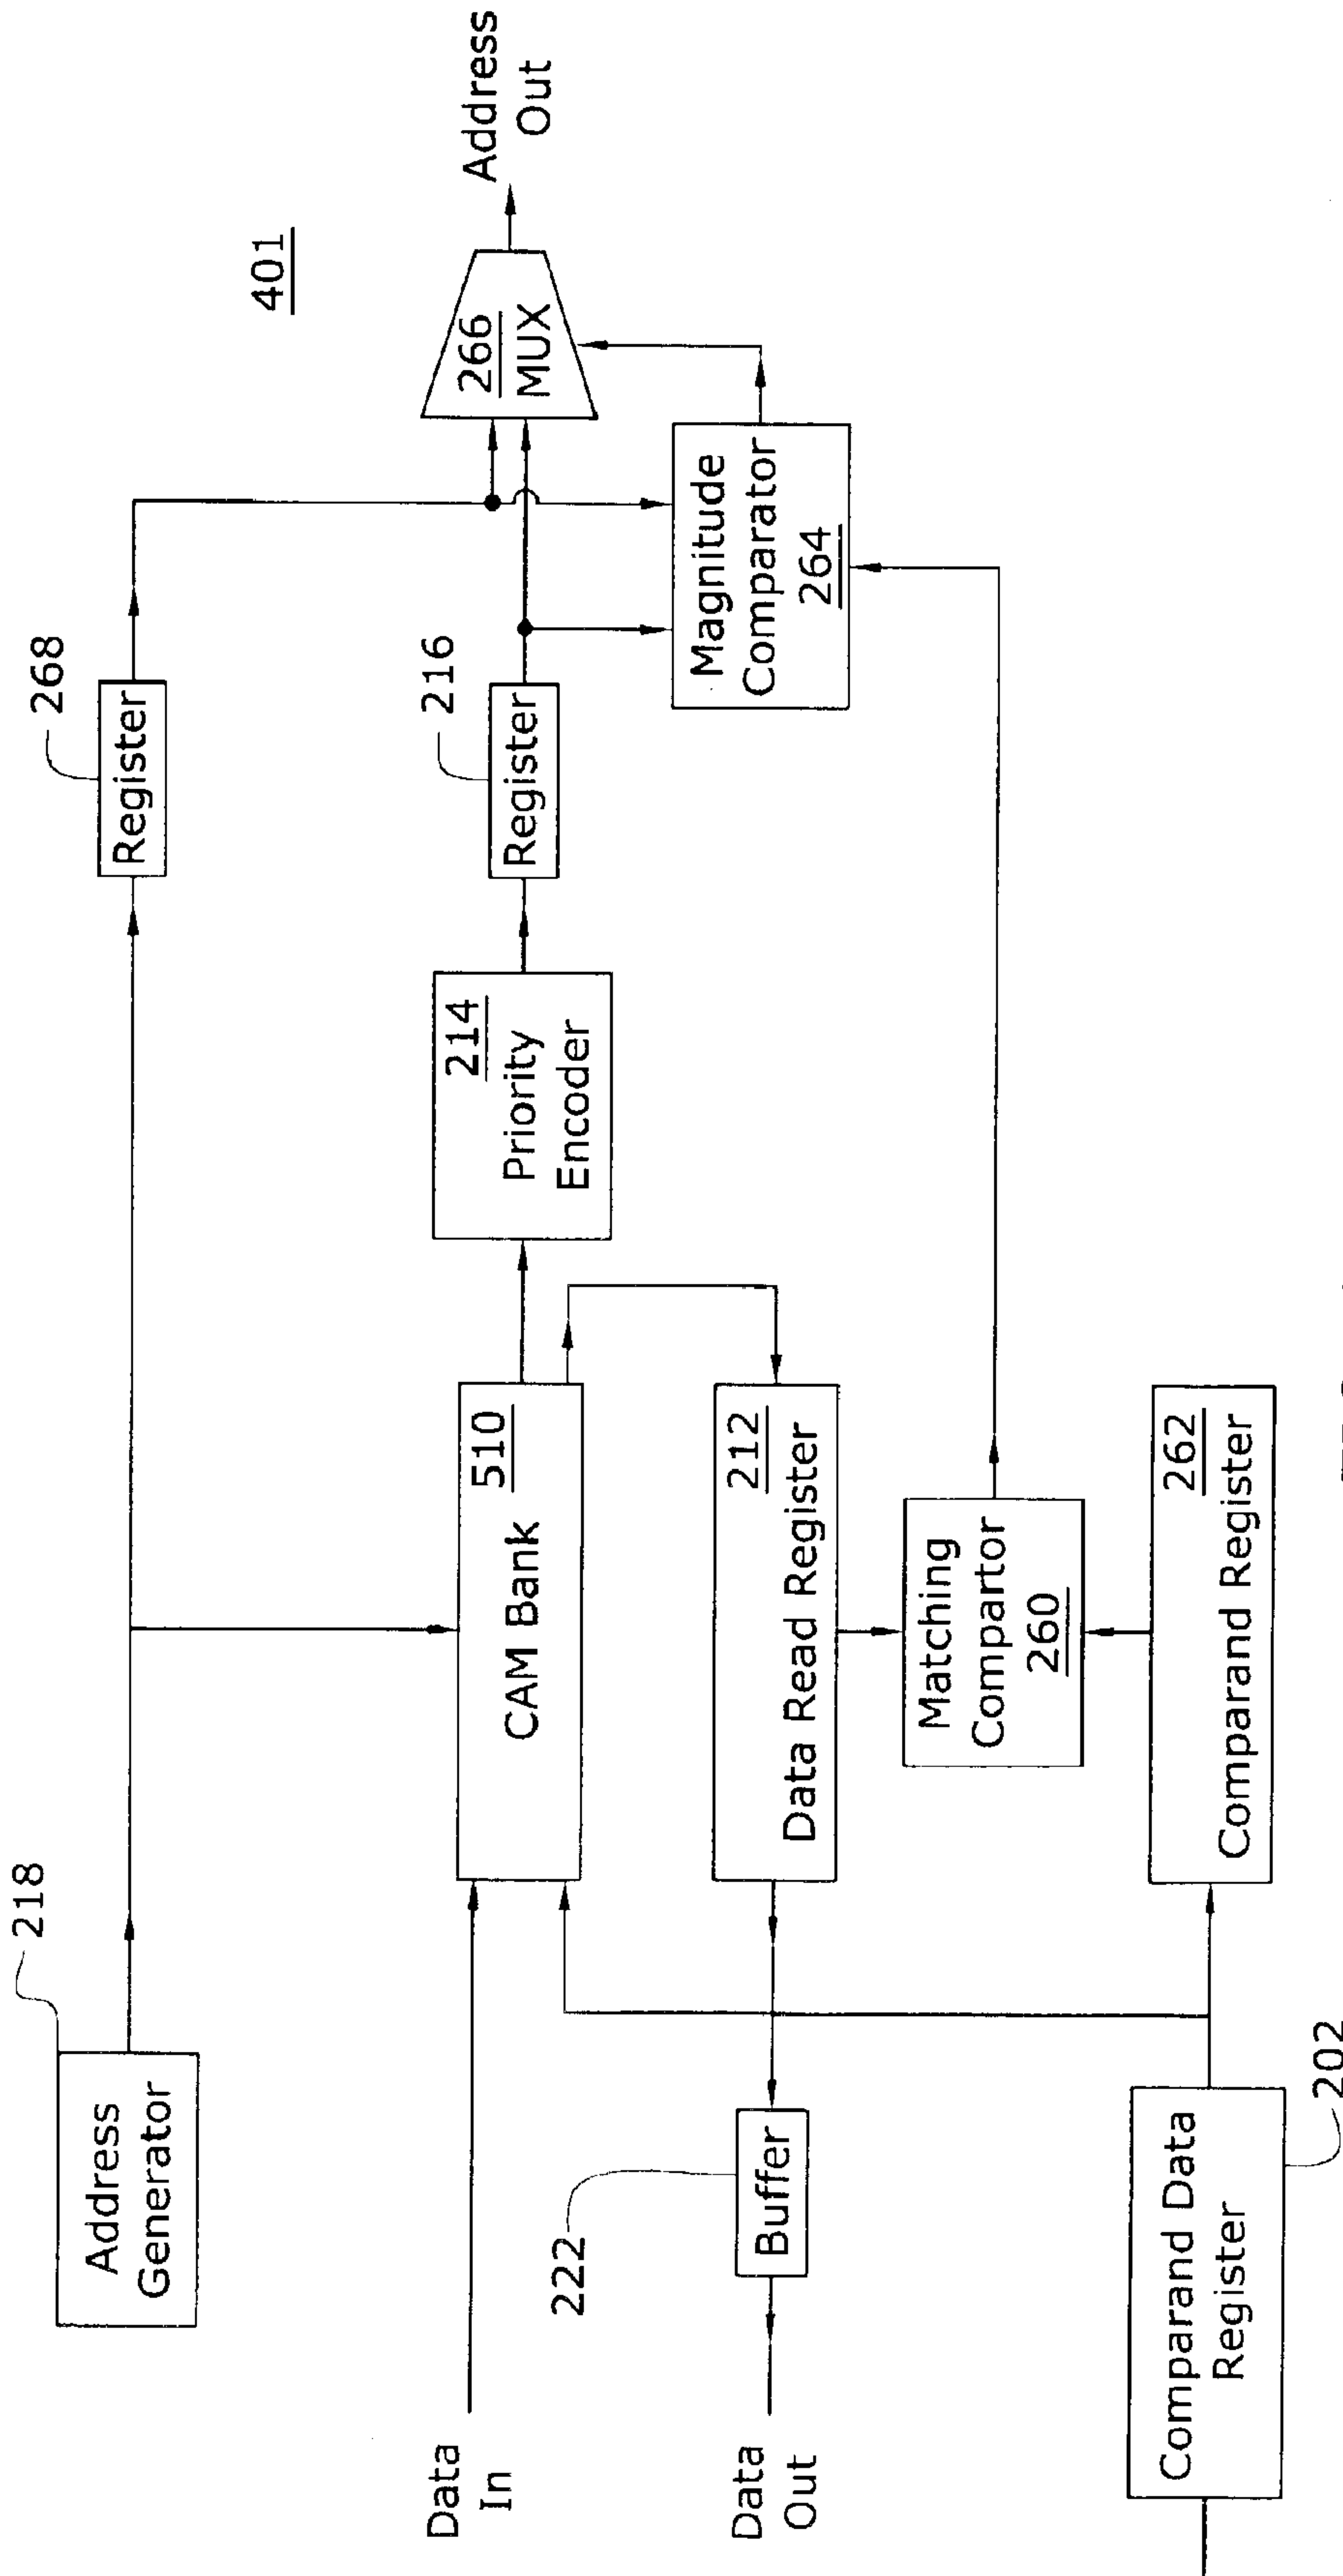 401
218
Address
Generator
268
Register
Address
Out
266
MUX
Data
In
510
CAM Bank
214
Priority
Encoder
216
Register
Magnitude
Comparator
264
222
Buffer
Data
Out
212
Data Read Register
Matching
Compartor
260
Comparand Data
Register
202
262
Comparand Register